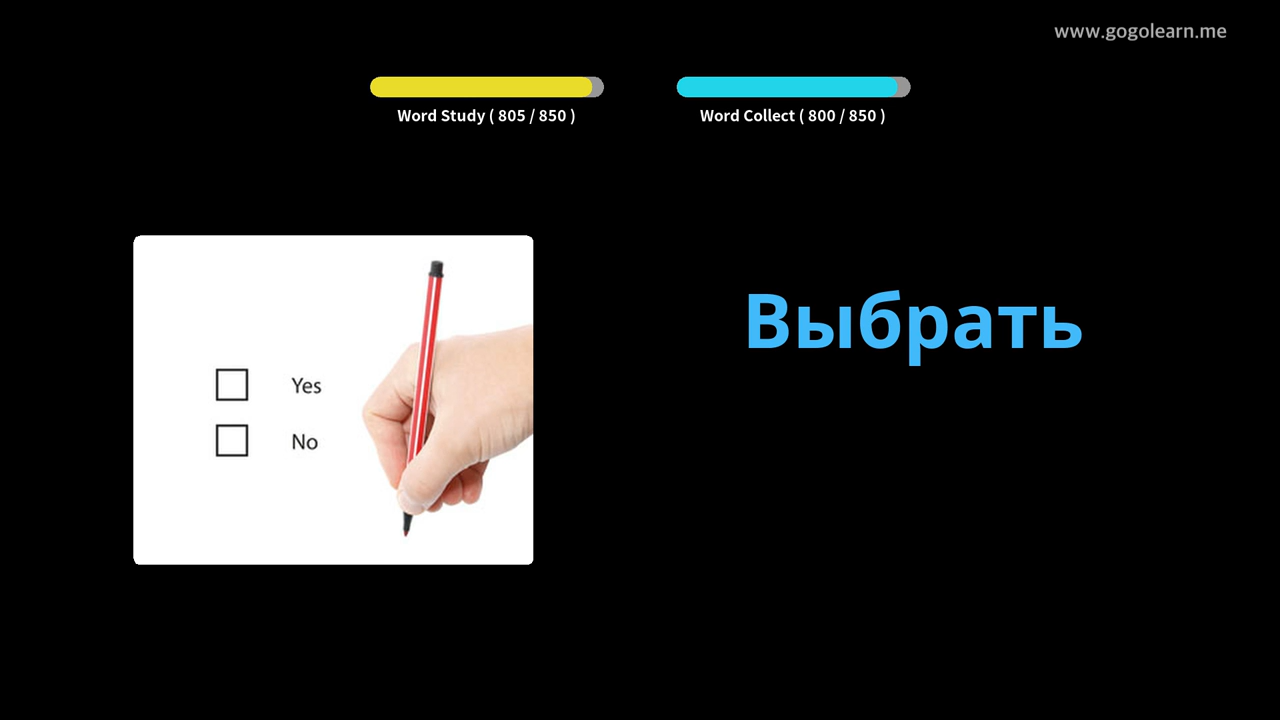 www.gogolearn.me
Word Study ( 805 / 850 )
Word Collect ( 800 / 850 )
Выбрать
Yes
No